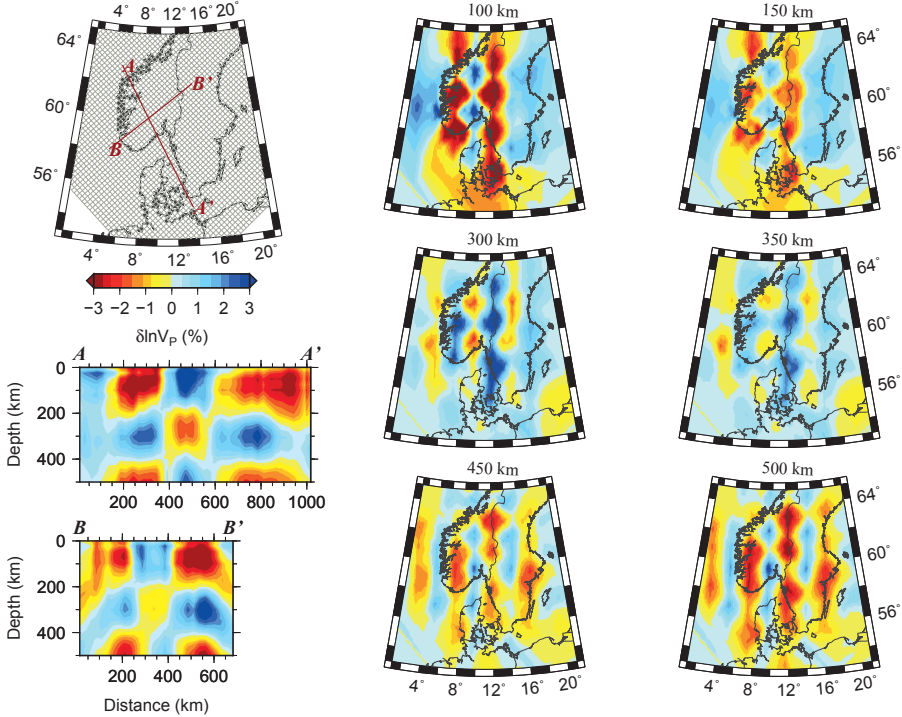 4° 8° 12° 16° 20°
64°
60°
56°
A
B'
B
A'
4° 8° 12° 16° 20°
−3 −2 −1 0 1 2 3
δlnVP (%)
A A'
0
200
400
Depth (km)
200 400 600 800 1000
B B'
0
200
400
Depth (km)
0 200 400 600
Distance (km)
100 km
150 km
64°
60°
56°
300 km
350 km
64°
60°
56°
450 km
500 km
64°
60°
56°
4° 8° 12° 16° 20°
4° 8° 12° 16° 20°